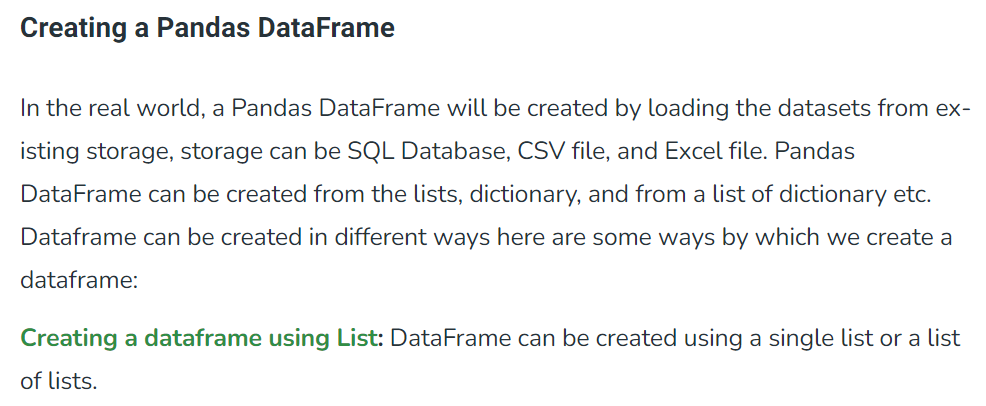 Creating a Pandas DataFrame
In the real world, a Pandas DataFrame will be created by loading the datasets from ex-
isting storage, storage can be SQL Database, CSV file, and Excel file. Pandas
DataFrame can be created from the lists, dictionary, and from a list of dictionary etc.
Dataframe can be created in different ways here are some ways by which we create a
dataframe:
Creating a dataframe using List: DataFrame can be created using a single list or a list
of lists.